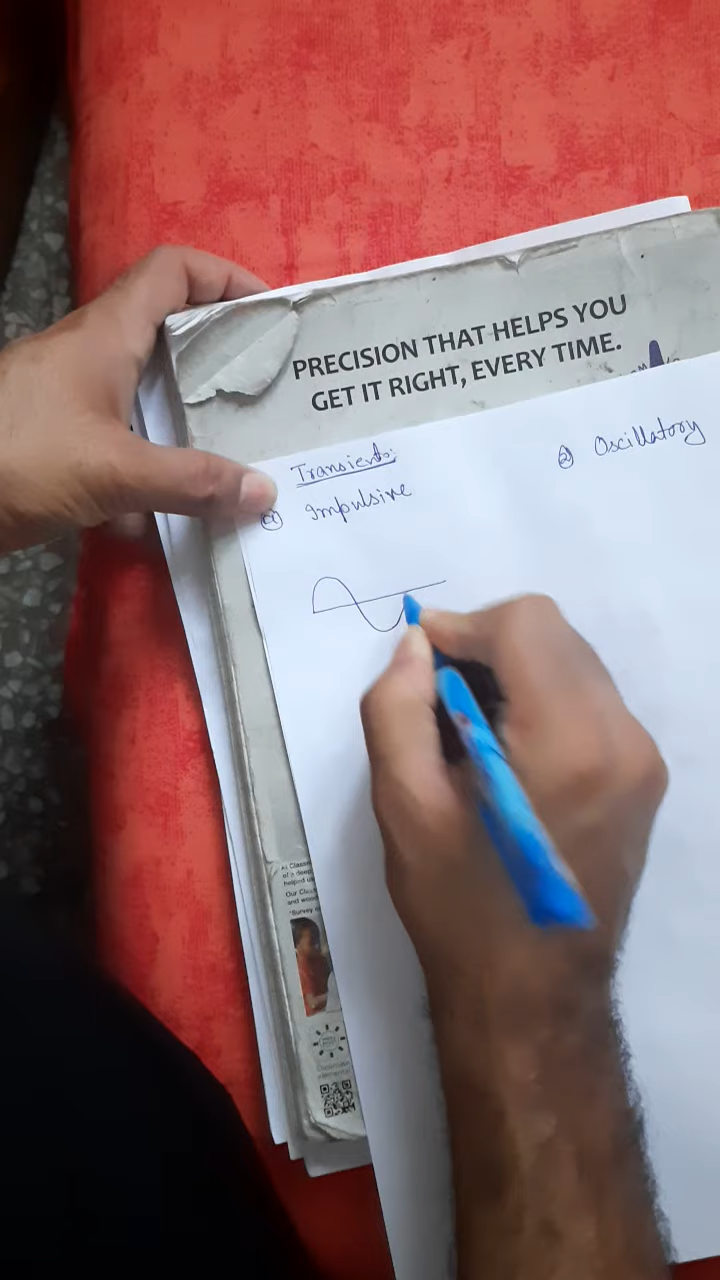 PRECISION THAT HELPS YOU
GET IT RIGHT, EVERY TIME.
Transients:
① Impulsive
② Oscillatory